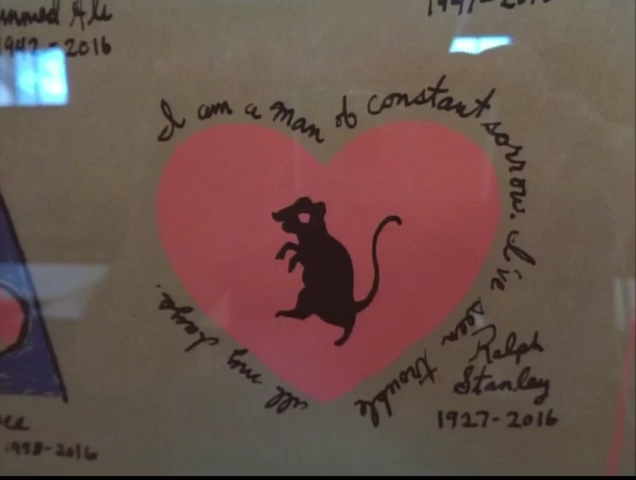 1942-2016
I am a man of constant sorrow. I've seen trouble all my days.
Ralph
Stanley
1927-2016